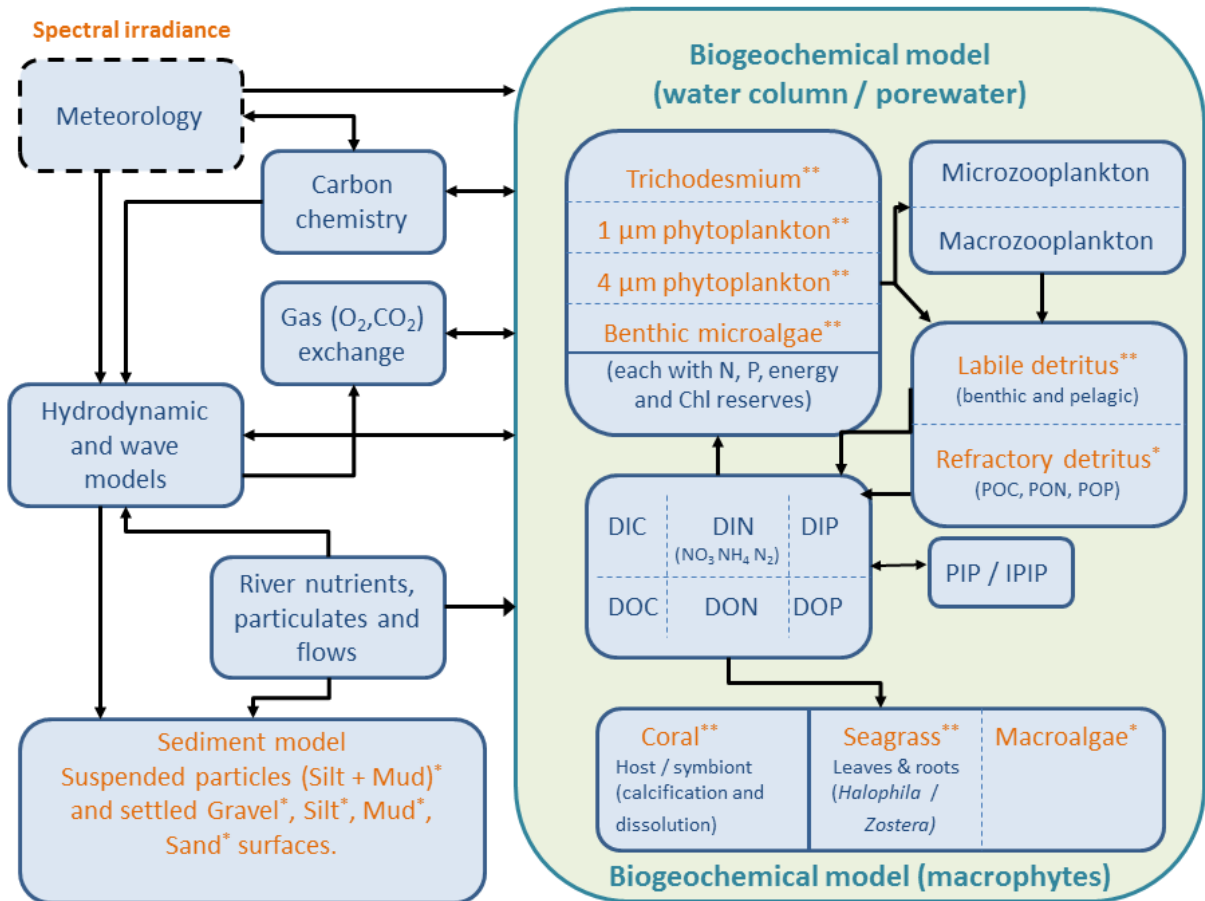 Spectral irradiance
Meteorology
Carbon
chemistry
Gas (O₂,CO₂)
exchange
Hydrodynamic
and wave
models
River nutrients,
particulates and
flows
Sediment model
Suspended particles (Silt + Mud)*
and settled Gravel*, Silt*, Mud*,
Sand* surfaces.
Biogeochemical model
(water column / porewater)
Trichodesmium**
1 µm phytoplankton**
4 µm phytoplankton**
Benthic microalgae**
(each with N, P, energy
and Chl reserves)
Microzooplankton
Macrozooplankton
Labile detritus**
(benthic and pelagic)
Refractory detritus*
(POC, PON, POP)
DIC DIN DIP
(NO₃ NH₄ N₂)
DOC DON DOP
PIP / IPIP
Coral**
Host / symbiont
(calcification and
dissolution)
Seagrass**
Leaves & roots
(Halophila /
Zostera)
Macroalgae*
Biogeochemical model (macrophytes)